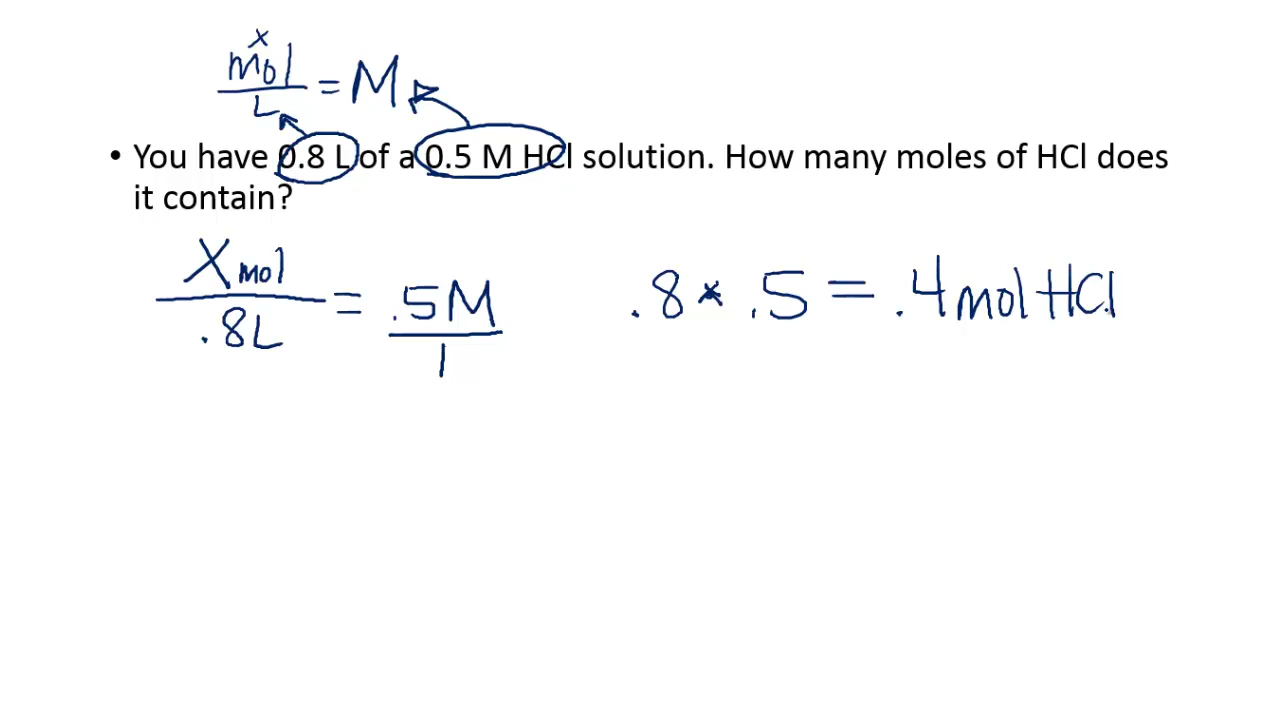 x
mol
L
= M
• You have 0.8 L of a 0.5 M HCl solution. How many moles of HCl does
it contain?
X mol
.8L
=
.5M
1
.8 * .5 = .4 mol HCl